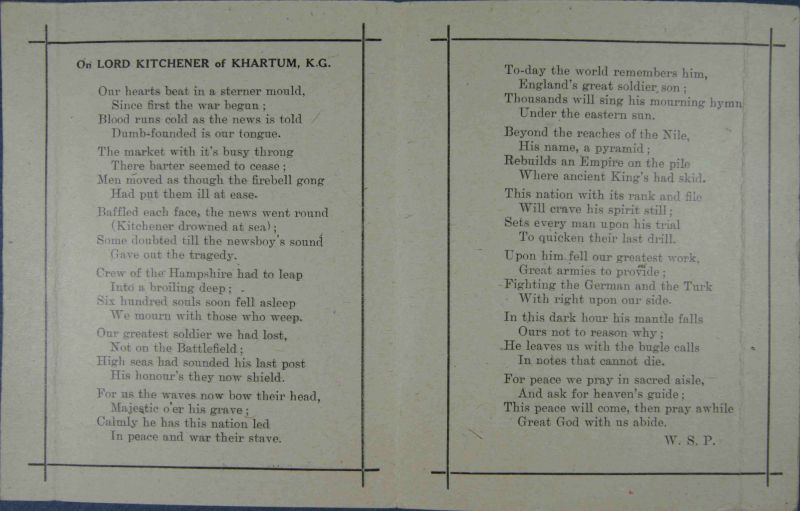 On LORD KITCHENER of KHARTUM, K.G.
Our hearts beat in a sterner mould,
Since first the war begun ;
Blood runs cold as the news is told
Dumb-founded is our tongue.
The market with it's busy throng
There barter seemed to cease ;
Men moved as though the firebell gong
Had put them ill at ease.
Baffled each face, the news went round
(Kitchener drowned at sea) ;
Some doubted till the newsboy's sound
Gave out the tragedy.
Crew of the Hampshire had to leap
Into a broiling deep ;
Six hundred souls soon fell asleep
We mourn with those who weep.
Our greatest soldier we had lost,
Not on the Battlefield ;
High seas had sounded his last post
His honour's they now shield.
For us the waves now bow their head,
Majestic o'er his grave ;
Calmly he has this nation led
In peace and war their stave.
To-day the world remembers him,
England's great soldier son ;
Thousands will sing his mourning hymn
Under the eastern sun.
Beyond the reaches of the Nile,
His name, a pyramid ;
Rebuilds an Empire on the pile
Where ancient King's had skid.
This nation with its rank and file
Will crave his spirit still ;
Sets every man upon his trial
To quicken their last drill.
Upon him fell our greatest work,
Great armies to provide ;
Fighting the German and the Turk
With right upon our side.
In this dark hour his mantle falls
Ours not to reason why ;
He leaves us with the bugle calls
In notes that cannot die.
For peace we pray in sacred aisle,
And ask for heaven's guide ;
This peace will come, then pray awhile
Great God with us abide.
W. S. P.